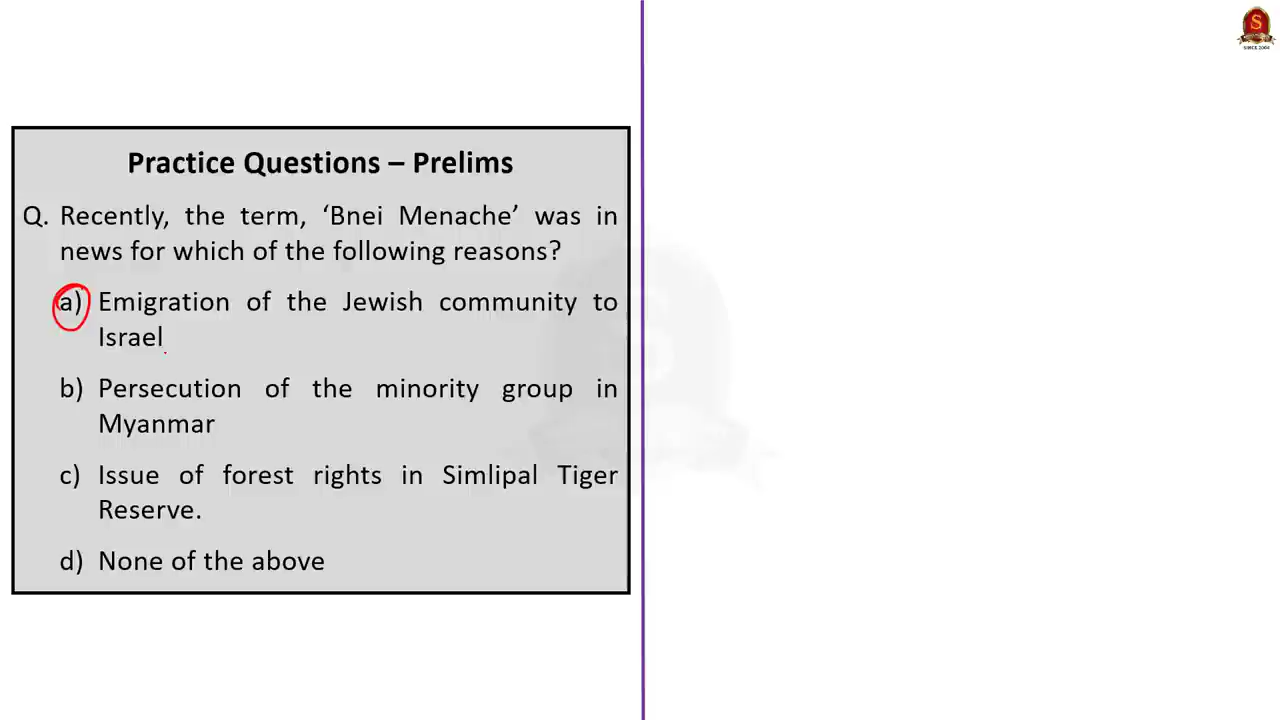 S
SINCE 2004
Practice Questions – Prelims
Q. Recently, the term, ‘Bnei Menache’ was in
news for which of the following reasons?
a) Emigration of the Jewish community to
Israel
b) Persecution of the minority group in
Myanmar
c) Issue of forest rights in Simlipal Tiger
Reserve.
d) None of the above